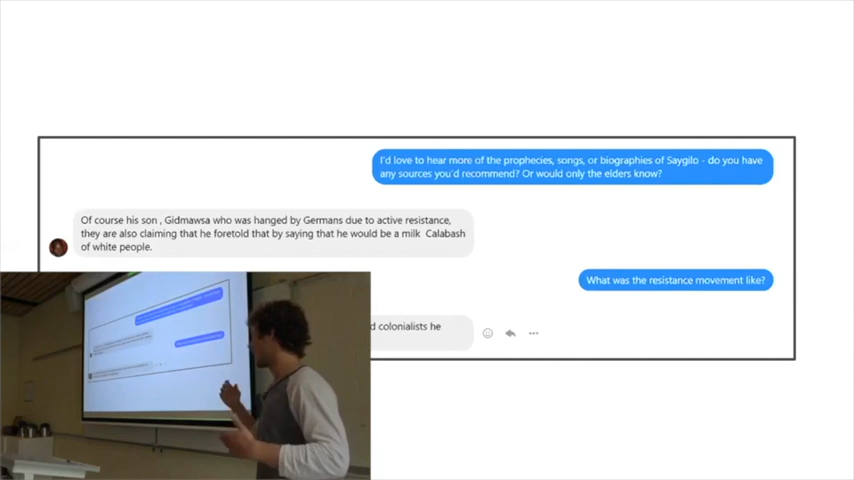 I'd love to hear more of the prophecies, songs, or biographies of Saygilo - do you have
any sources you'd recommend? Or would only the elders know?
Of course his son , Gidmawsa who was hanged by Germans due to active resistance,
they are also claiming that he foretold that by saying that he would be a milk Calabash
of white people.
What was the resistance movement like?
d colonialists he